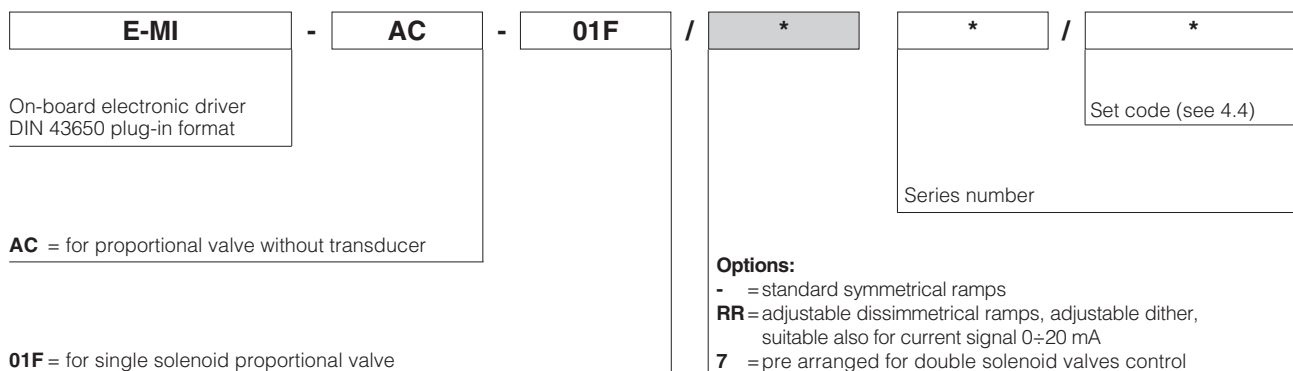 E-MI - AC - 01F / * * / *
On-board electronic driver
DIN 43650 plug-in format
Set code (see 4.4)
Series number
AC = for proportional valve without transducer
Options:
- = standard symmetrical ramps
RR = adjustable dissimmetrical ramps, adjustable dither,
suitable also for current signal 0÷20 mA
01F = for single solenoid proportional valve
7 = pre arranged for double solenoid valves control